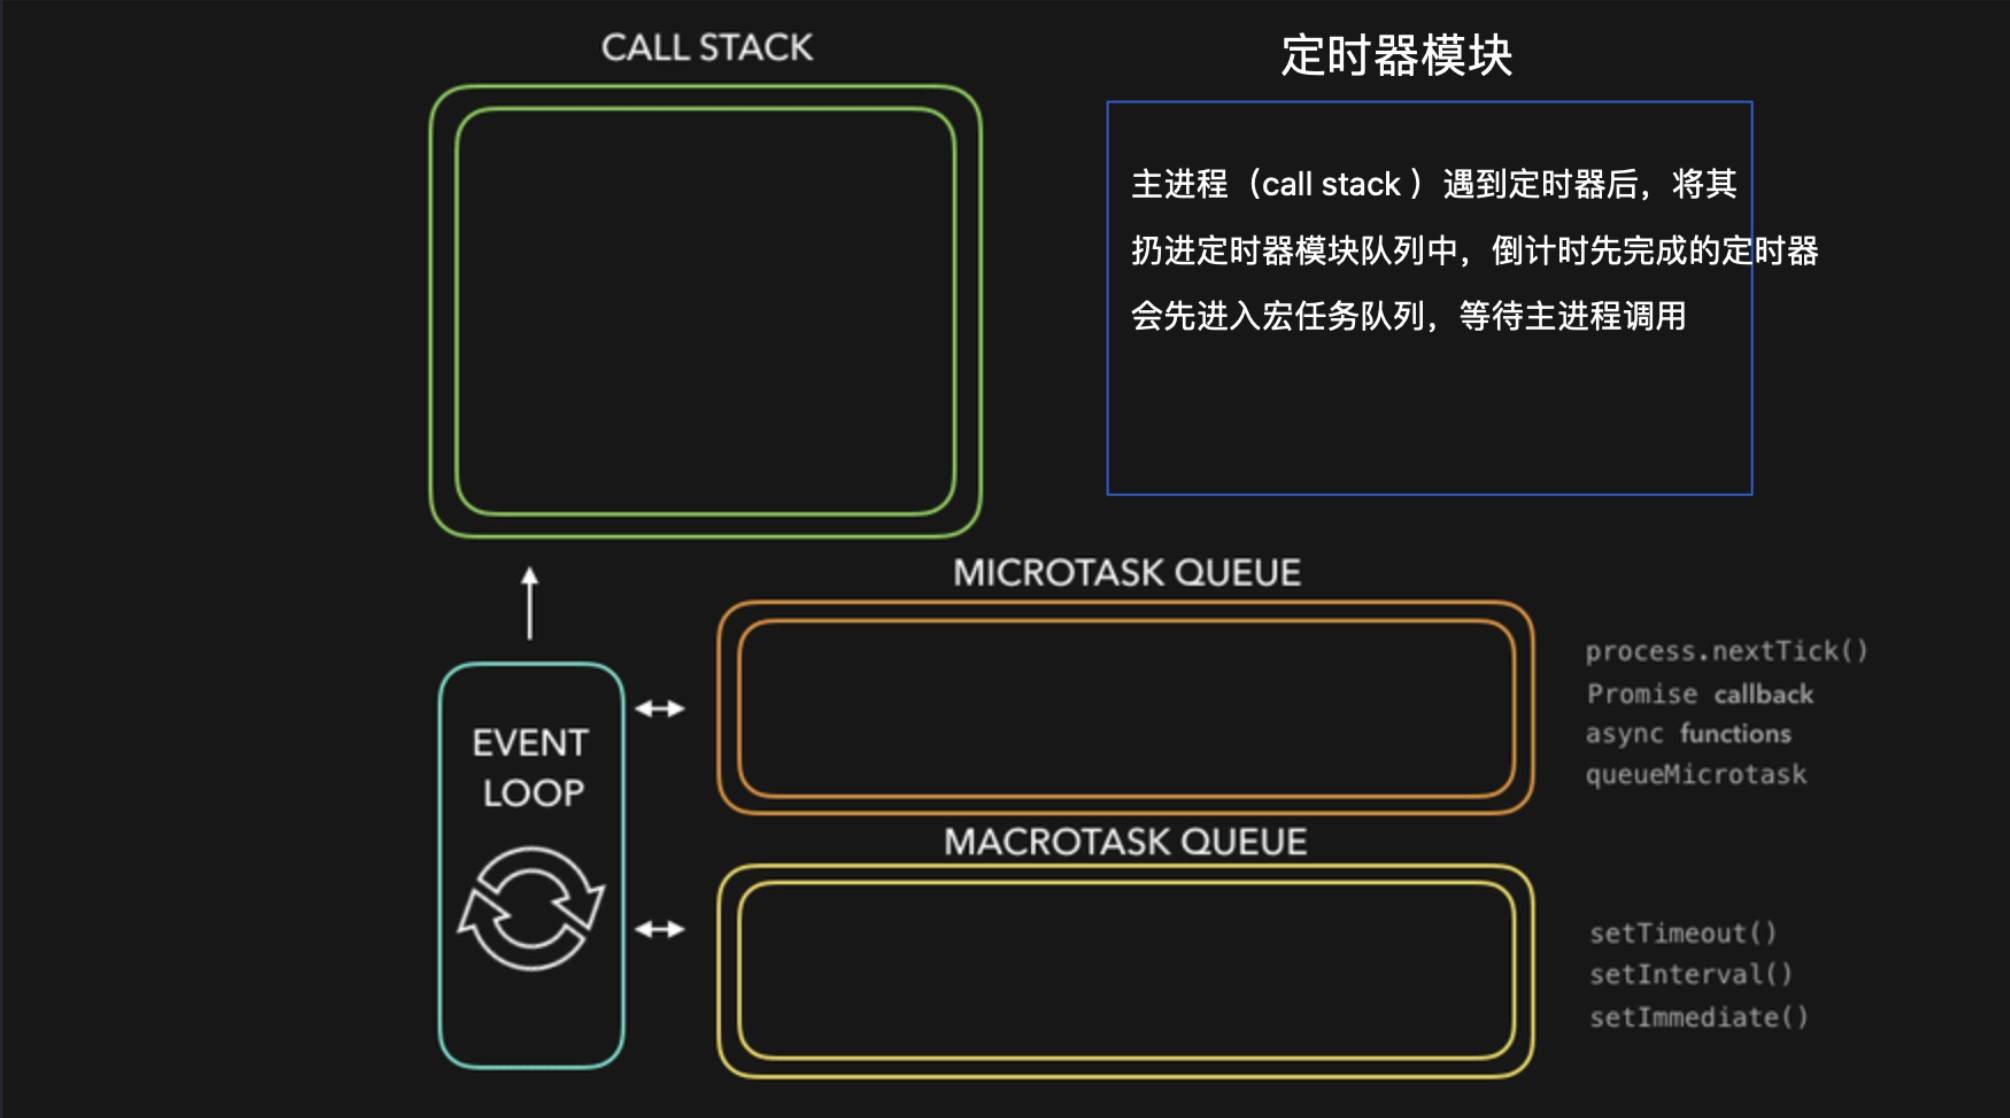 CALL STACK
定时器模块
主进程（call stack ）遇到定时器后，将其
扔进定时器模块队列中，倒计时先完成的定时器
会先进入宏任务队列，等待主进程调用
MICROTASK QUEUE
process.nextTick()
Promise callback
async functions
queueMicrotask
EVENT
LOOP
MACROTASK QUEUE
setTimeout()
setInterval()
setImmediate()